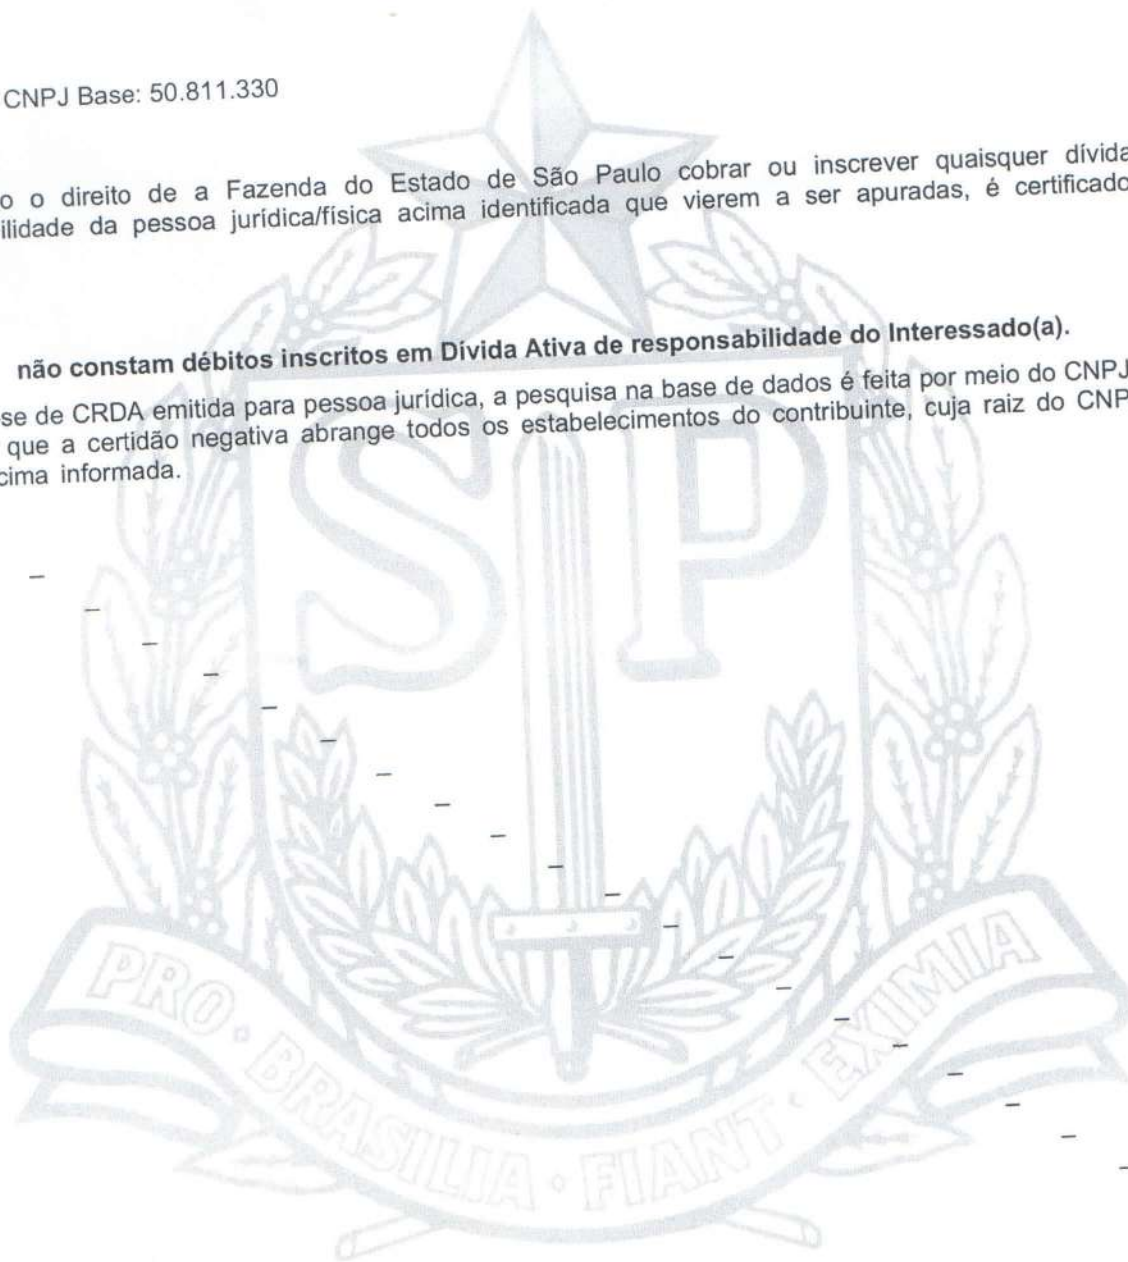 CNPJ Base: 50.811.330
o o direito de a Fazenda do Estado de São Paulo cobrar ou inscrever quaisquer dívida
ilidade da pessoa jurídica/física acima identificada que vierem a ser apuradas, é certificado
não constam débitos inscritos em Dívida Ativa de responsabilidade do Interessado(a).
se de CRDA emitida para pessoa jurídica, a pesquisa na base de dados é feita por meio do CNPJ
que a certidão negativa abrange todos os estabelecimentos do contribuinte, cuja raiz do CNP
cima informada.
SP
PRO · BRASILIA · FIANT · EXIMIA